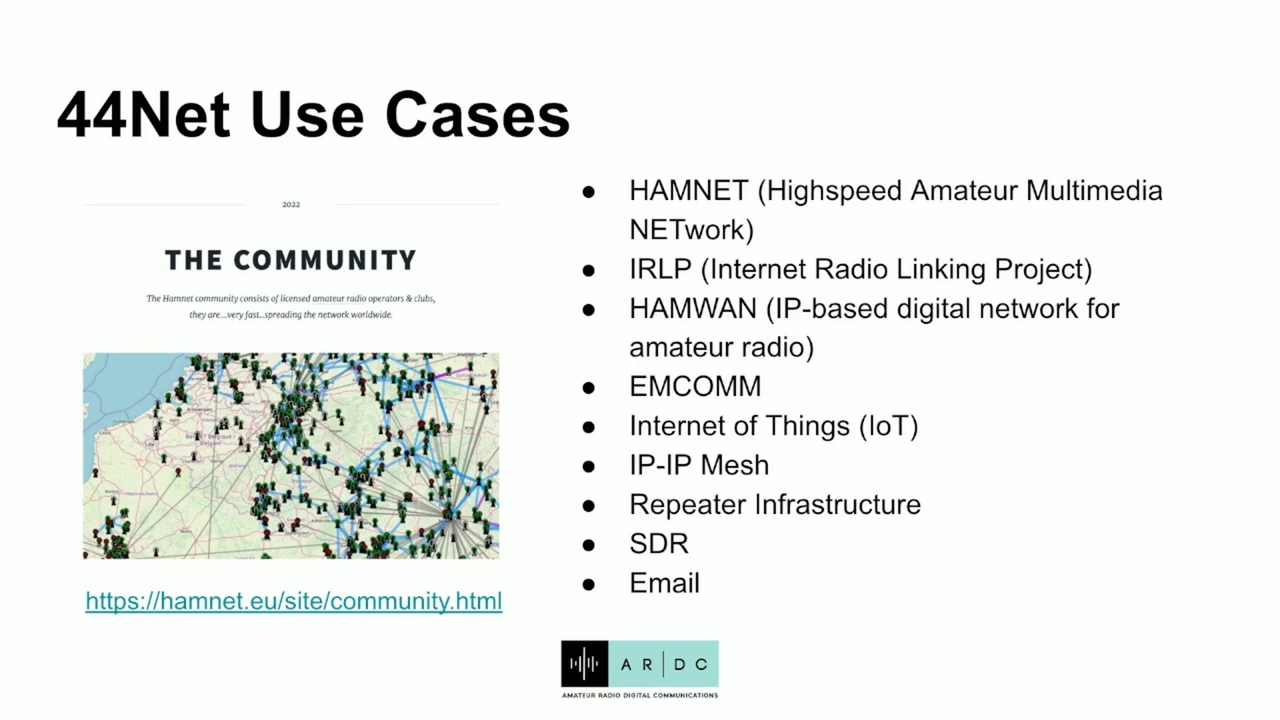 44Net Use Cases
2022
THE COMMUNITY
The Hamnet community consists of licensed amateur radio operators & clubs,
they are...very fast...spreading the network worldwide.
https://hamnet.eu/site/community.html
● HAMNET (Highspeed Amateur Multimedia
NETwork)
● IRLP (Internet Radio Linking Project)
● HAMWAN (IP-based digital network for
amateur radio)
● EMCOMM
● Internet of Things (IoT)
● IP-IP Mesh
● Repeater Infrastructure
● SDR
● Email
AR|DC
AMATEUR RADIO DIGITAL COMMUNICATIONS